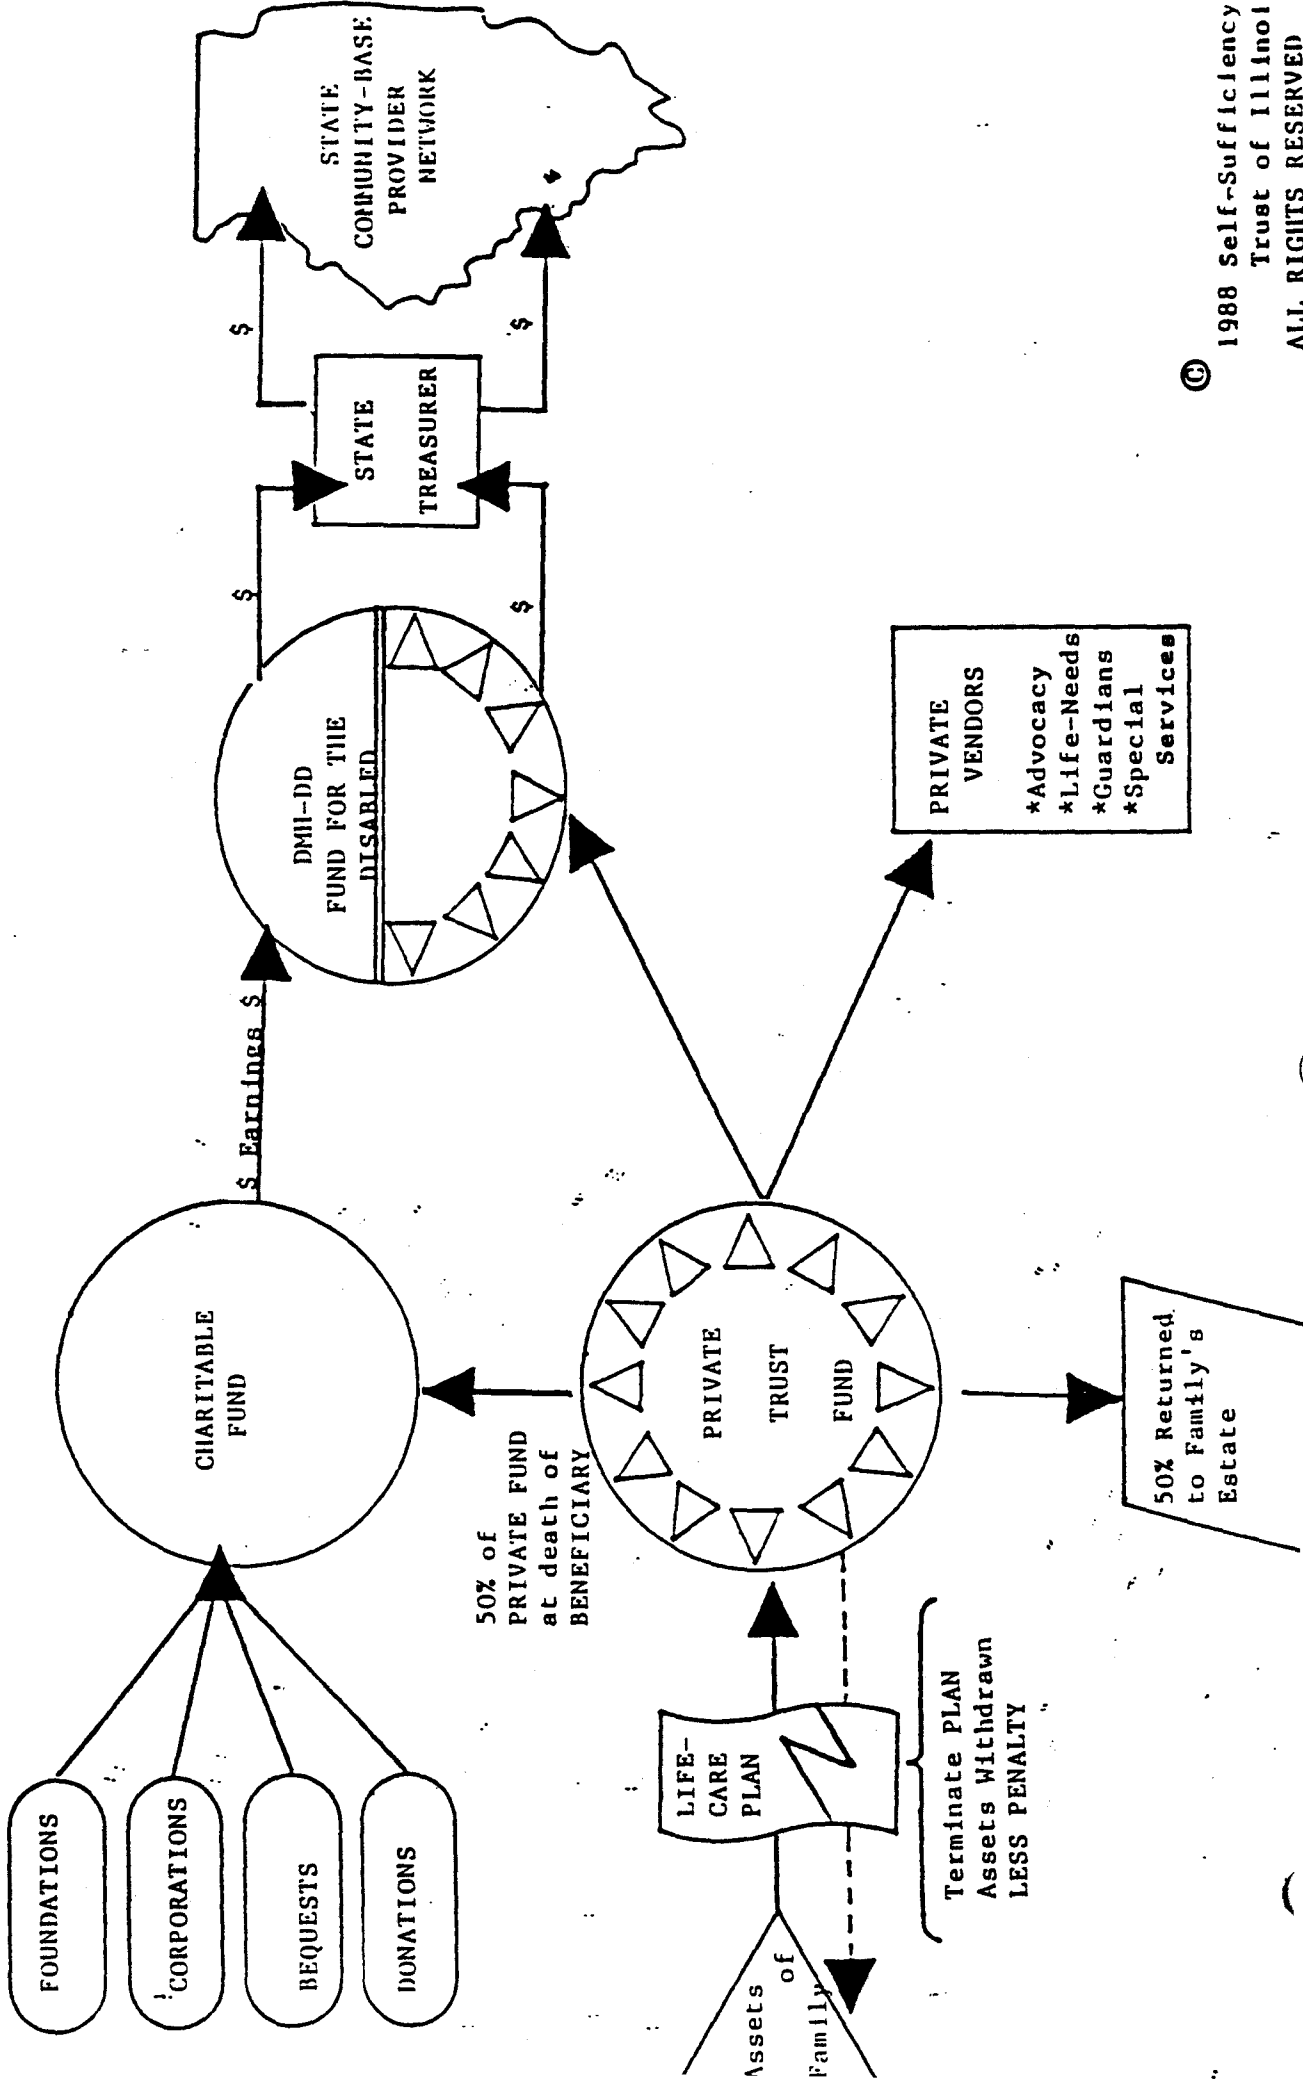 FOUNDATIONS
CORPORATIONS
BEQUESTS
DONATIONS
CHARITABLE
FUND
$ Earnings $
DMH-DD
FUND FOR THE
DISABLED
$
$
STATE
TREASURER
$
$
STATE
COMMUNITY-BASE
PROVIDER
NETWORK
50% of
PRIVATE FUND
at death of
BENEFICIARY
Assets
of
Family
LIFE-
CARE
PLAN
Terminate PLAN
Assets Withdrawn
LESS PENALTY
PRIVATE
TRUST
FUND
50% Returned
to Family's
Estate
PRIVATE
VENDORS
*Advocacy
*Life-Needs
*Guardians
*Special
Services
© 1988 Self-Sufficiency
Trust of Illinoi
ALL RIGHTS RESERVED